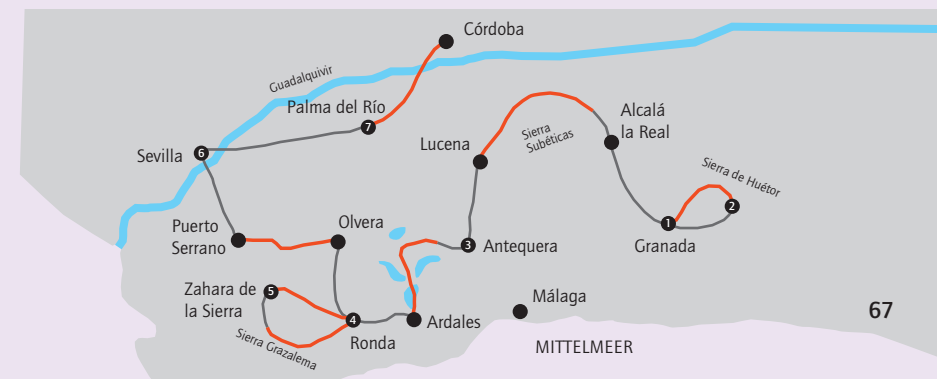 Córdoba
Guadalquivir
Palma del Río
7
Alcalá
la Real
Lucena
Sierra
Subéticas
Sevilla
6
Sierra de Huétor
2
Puerto
Serrano
Olvera
1
Granada
3
Antequera
Zahara de
la Sierra
5
Málaga
67
4
Ardales
Ronda
Sierra Grazalema
MITTELMEER